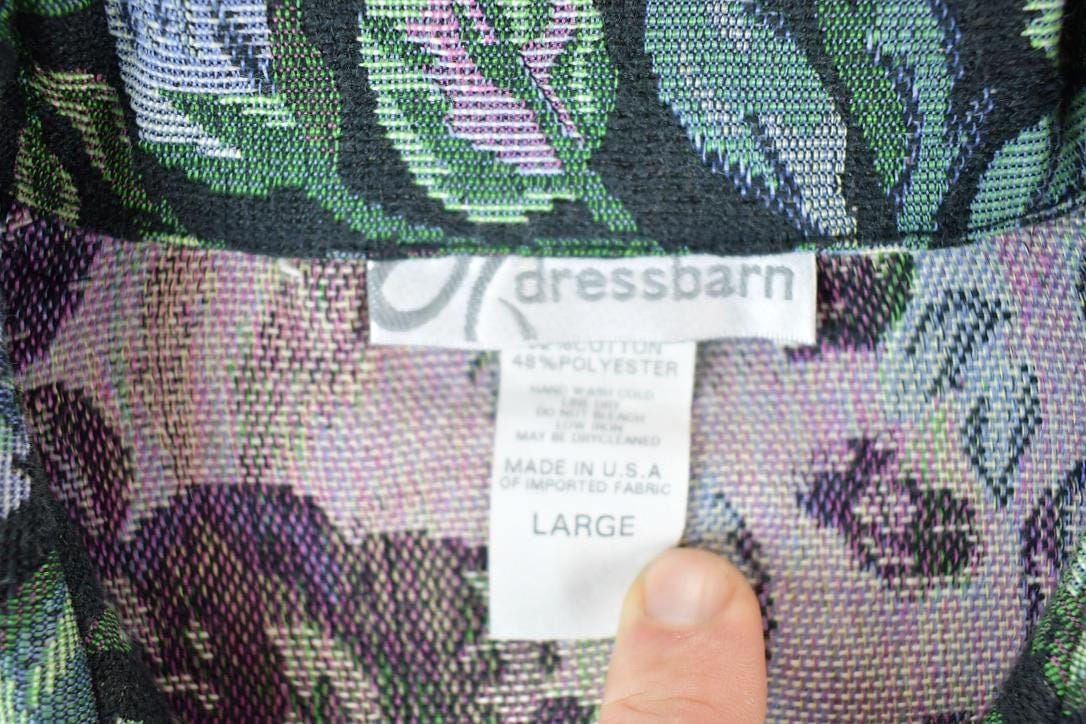 dressbarn
%COTTON
48%POLYESTER
HAND WASH COLD
LINE DRY
DO NOT BLEACH
LOW IRON
MAY BE DRYCLEANED
MADE IN U.S.A
OF IMPORTED FABRIC
LARGE